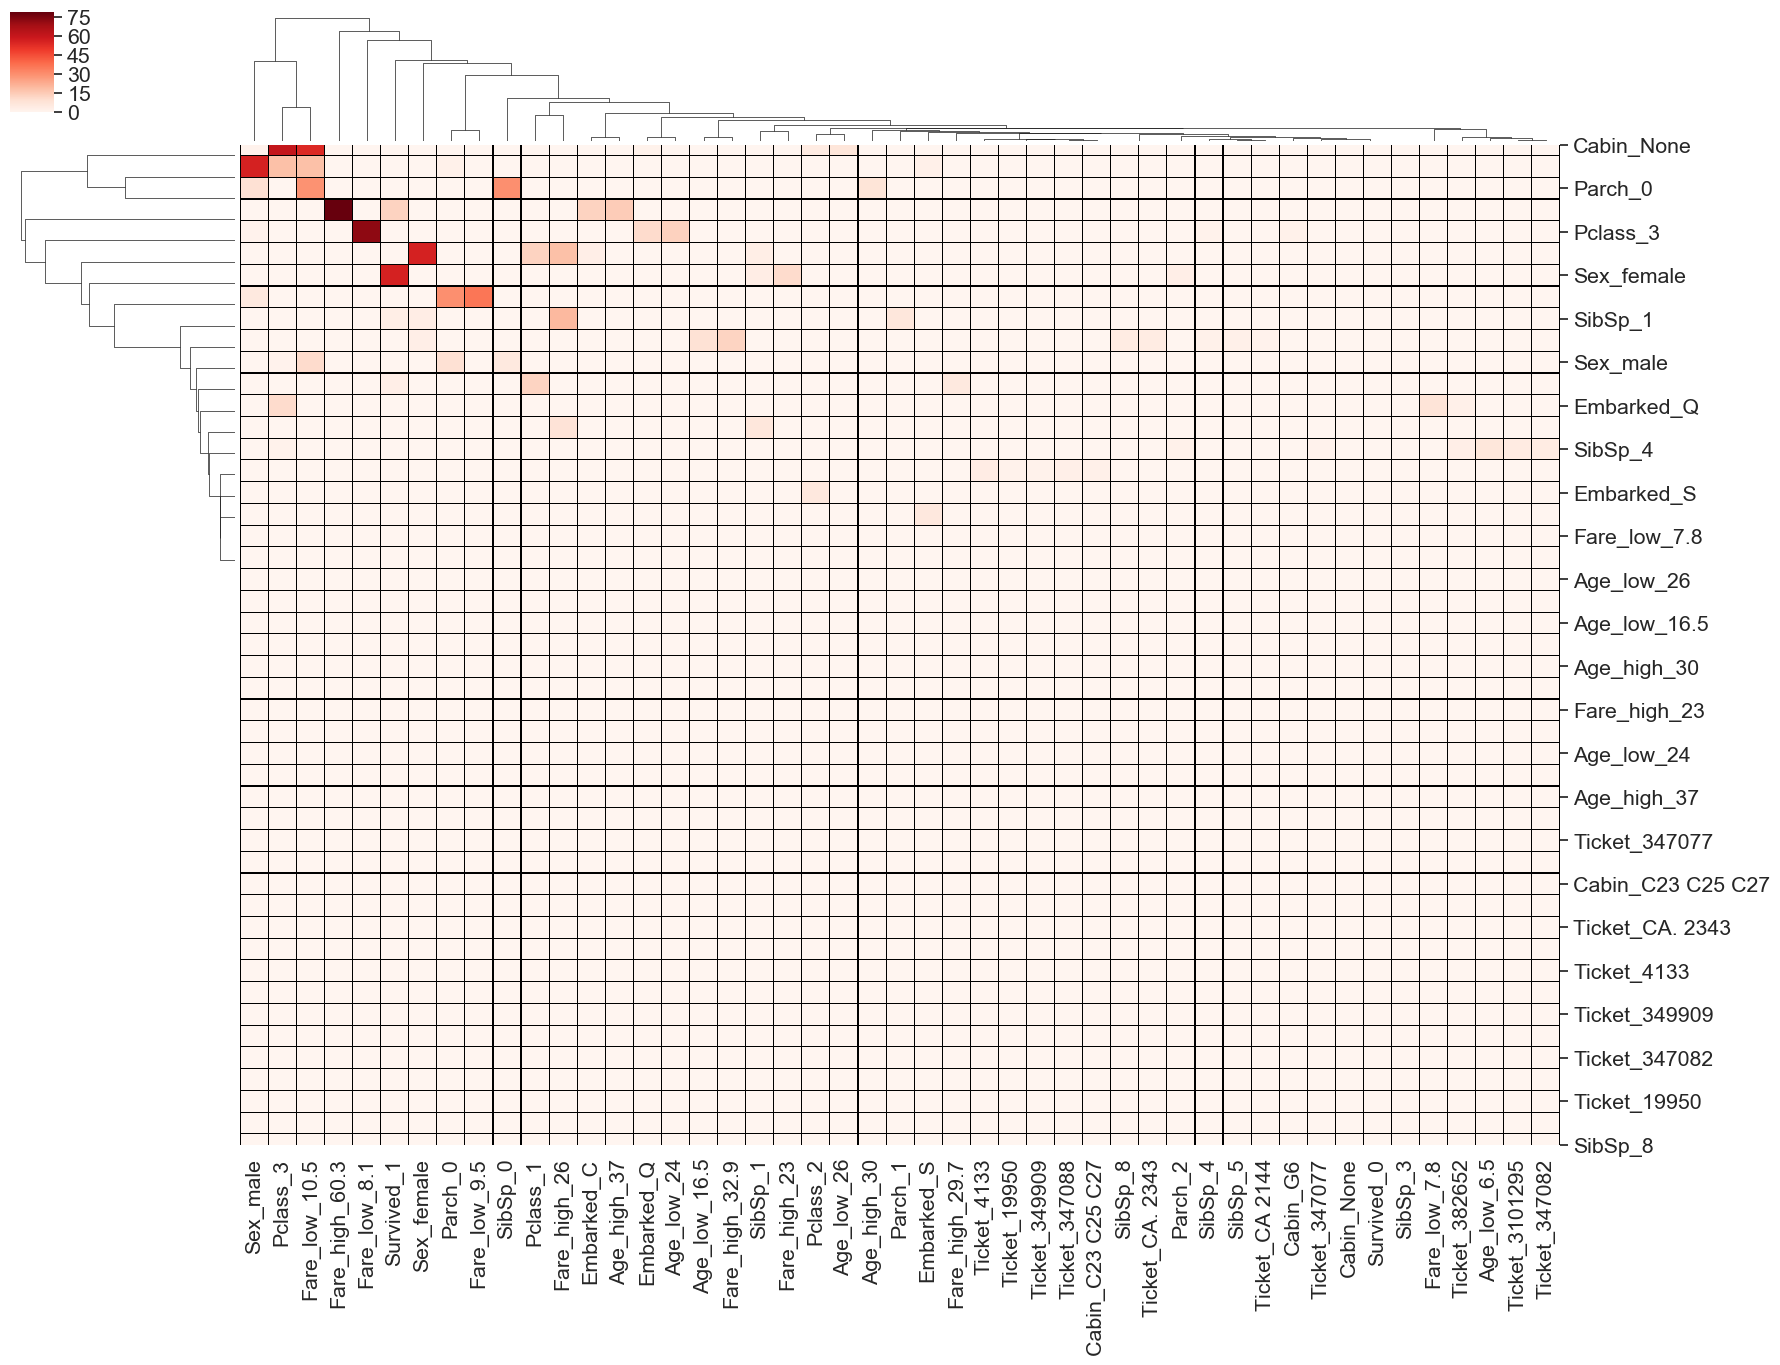 75
60
45
30
15
0
Cabin_None
Parch_0
Pclass_3
Sex_female
SibSp_1
Sex_male
Embarked_Q
SibSp_4
Embarked_S
Fare_low_7.8
Age_low_26
Age_low_16.5
Age_high_30
Fare_high_23
Age_low_24
Age_high_37
Ticket_347077
Cabin_C23 C25 C27
Ticket_CA. 2343
Ticket_4133
Ticket_349909
Ticket_347082
Ticket_19950
SibSp_8
Sex_male
Pclass_3
Fare_low_10.5
Fare_high_60.3
Fare_low_8.1
Survived_1
Sex_female
Parch_0
Fare_low_9.5
SibSp_0
Pclass_1
Fare_high_26
Embarked_C
Age_high_37
Embarked_Q
Age_low_24
Age_low_16.5
Fare_high_32.9
SibSp_1
Fare_high_23
Pclass_2
Age_low_26
Age_high_30
Parch_1
Embarked_S
Fare_high_29.7
Ticket_4133
Ticket_19950
Ticket_349909
Ticket_347088
Cabin_C23 C25 C27
SibSp_8
Ticket_CA. 2343
Parch_2
SibSp_4
SibSp_5
Ticket_CA 2144
Cabin_G6
Ticket_347077
Cabin_None
Survived_0
SibSp_3
Fare_low_7.8
Ticket_382652
Age_low_6.5
Ticket_3101295
Ticket_347082